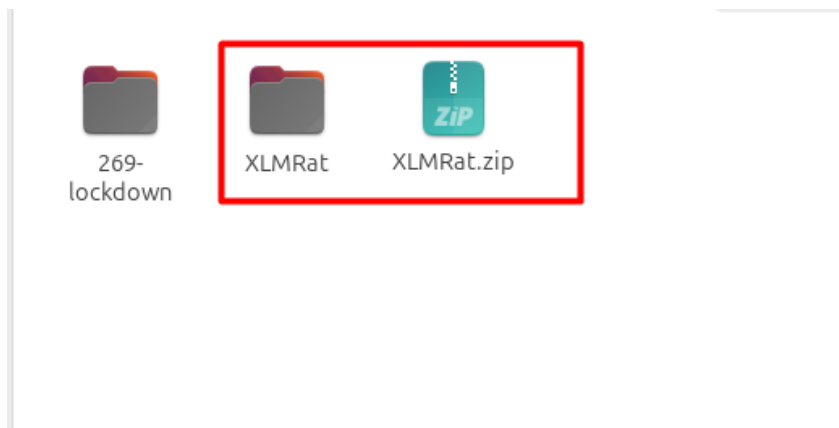 ZiP
269-
lockdown
XLMRat
XLMRat.zip